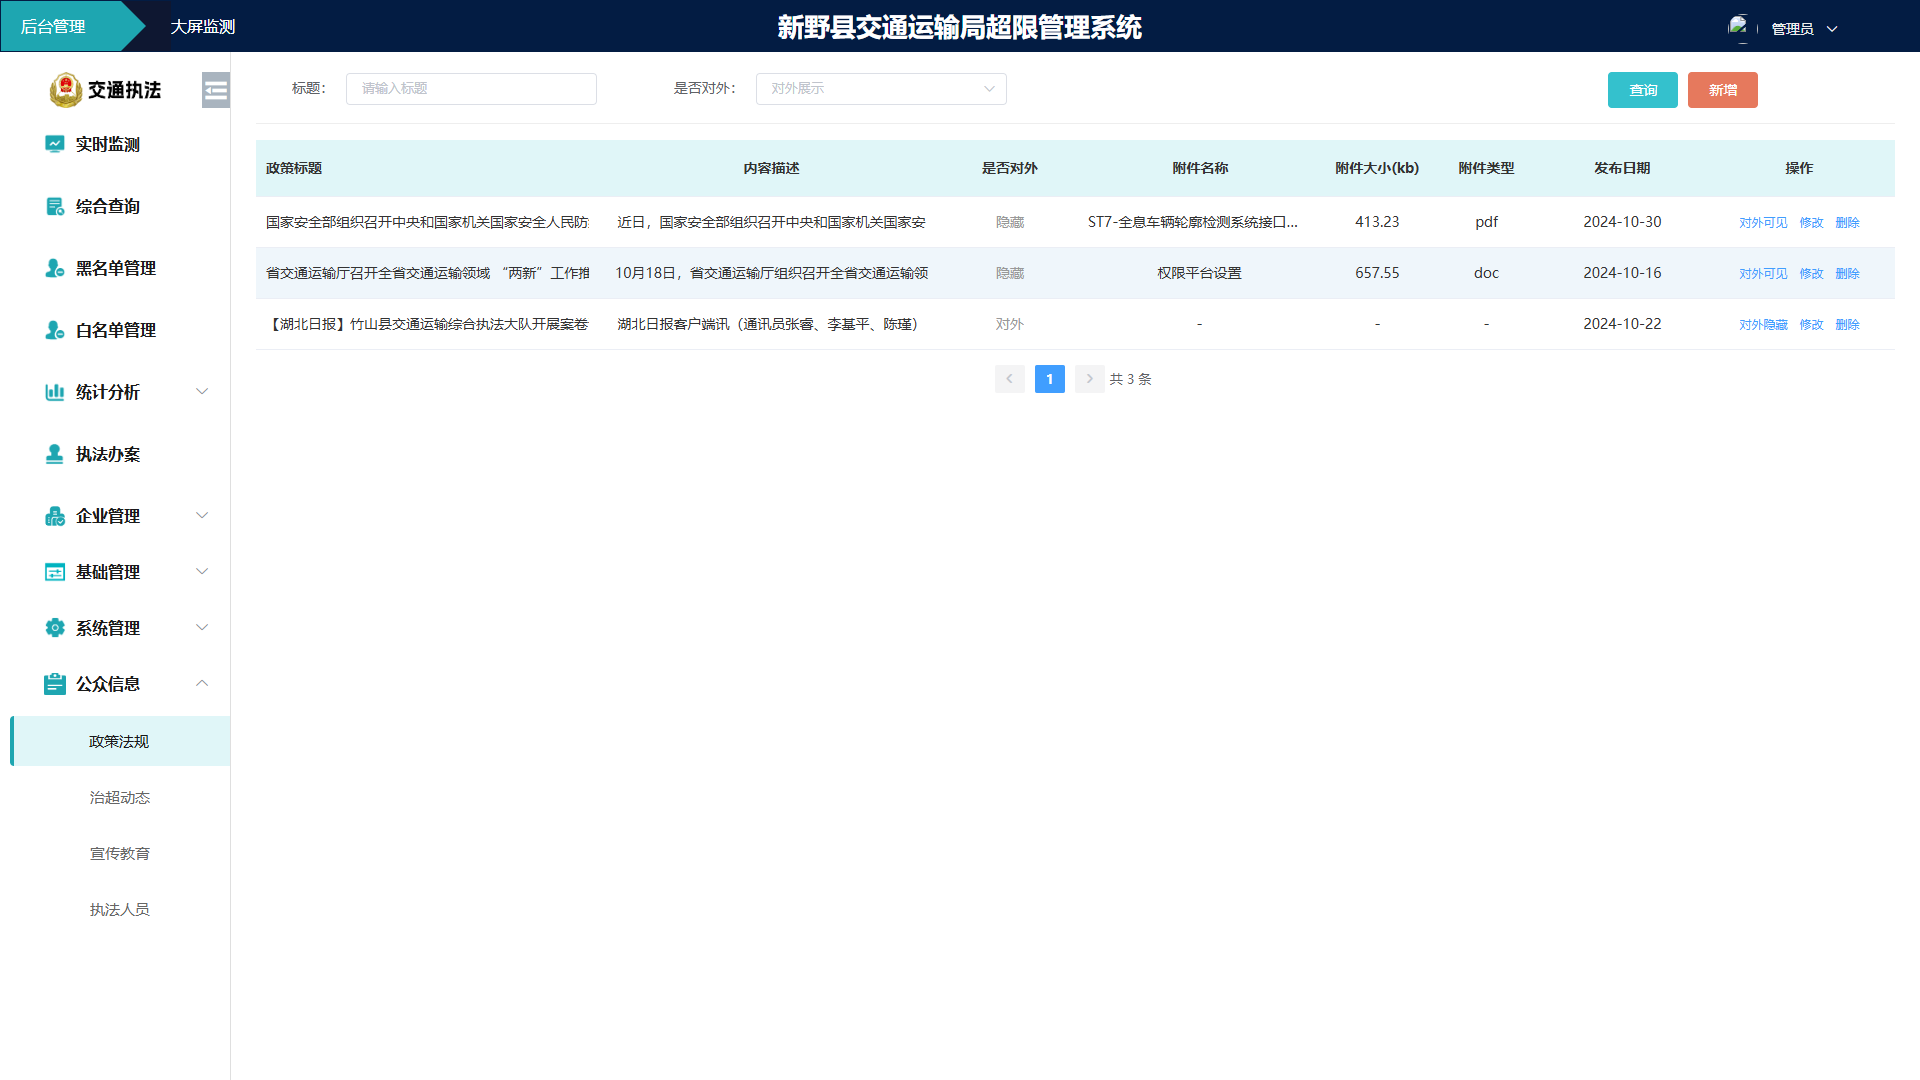 后台管理
大屏监测
新野县交通运输局超限管理系统
管理员
交通执法
标题：
请输入标题
是否对外：
对外展示
查询
新增
实时监测
综合查询
黑名单管理
白名单管理
统计分析
执法办案
企业管理
基础管理
系统管理
公众信息
政策法规
治超动态
宣传教育
执法人员
政策标题 内容描述 是否对外 附件名称 附件大小(kb) 附件类型 发布日期 操作
国家安全部组织召开中央和国家机关国家安全人民防 近日，国家安全部组织召开中央和国家机关国家安 隐藏 ST7-全息车辆轮廓检测系统接口... 413.23 pdf 2024-10-30 对外可见 修改 删除
省交通运输厅召开全省交通运输领域 “两新”工作推 10月18日，省交通运输厅组织召开全省交通运输领 隐藏 权限平台设置 657.55 doc 2024-10-16 对外可见 修改 删除
【湖北日报】竹山县交通运输综合执法大队开展案卷 湖北日报客户端讯（通讯员张睿、李基平、陈瑾） 对外 - - - 2024-10-22 对外隐藏 修改 删除
1 共 3 条